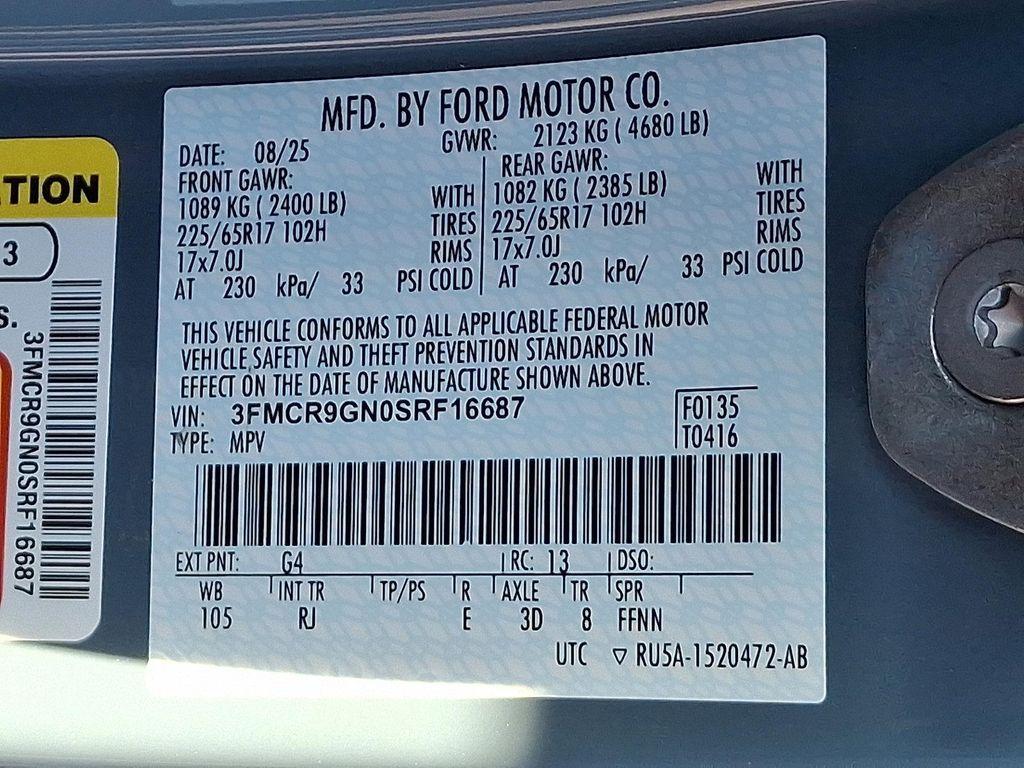 MFD. BY FORD MOTOR CO.
DATE: 08/25 GVWR: 2123 KG ( 4680 LB)
FRONT GAWR: REAR GAWR:
1089 KG ( 2400 LB) WITH 1082 KG ( 2385 LB) WITH
225/65R17 102H TIRES 225/65R17 102H TIRES
17x7.0J RIMS 17x7.0J RIMS
AT 230 kPa/ 33 PSI COLD AT 230 kPa/ 33 PSI COLD
THIS VEHICLE CONFORMS TO ALL APPLICABLE FEDERAL MOTOR
VEHICLE SAFETY AND THEFT PREVENTION STANDARDS IN
EFFECT ON THE DATE OF MANUFACTURE SHOWN ABOVE.
VIN: 3FMCR9GN0SRF16687 F0135
TYPE: MPV T0416
EXT PNT: G4 RC: 13 DSO:
WB INT TR TP/PS R AXLE TR SPR
105 RJ E 3D 8 FFNN
UTC ▽ RU5A-1520472-AB
TION
3
S.
3FMCR9GN0SRF16687